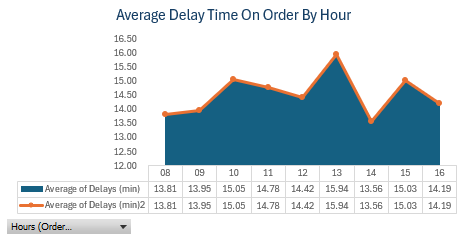 Average Delay Time On Order By Hour
16.50
16.00
15.50
15.00
14.50
14.00
13.50
13.00
12.50
12.00
08 09 10 11 12 13 14 15 16
Average of Delays (min) 13.81 13.95 15.05 14.78 14.42 15.94 13.56 15.03 14.19
Average of Delays (min)2 13.81 13.95 15.05 14.78 14.42 15.94 13.56 15.03 14.19
Hours (Order...